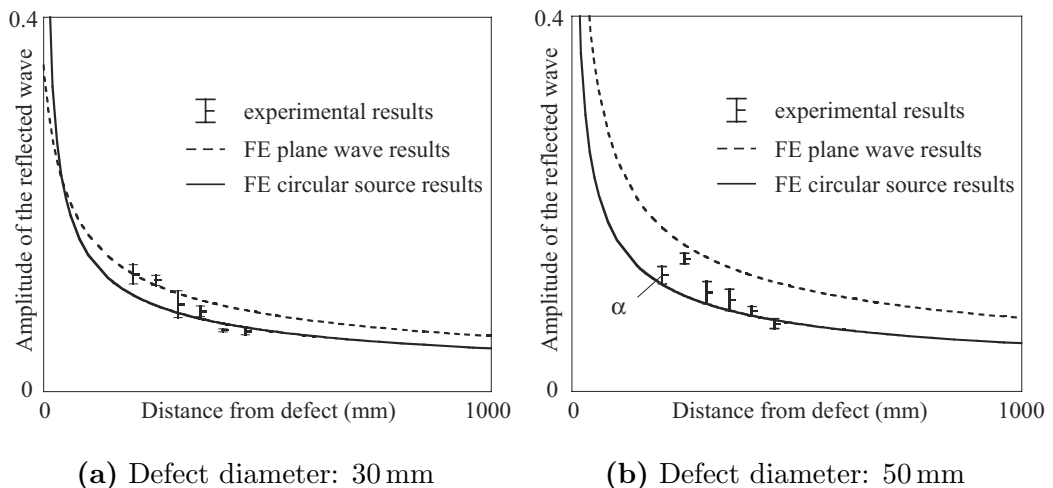 0.4
Amplitude of the reflected wave
experimental results
FE plane wave results
FE circular source results
0
0
Distance from defect (mm)
1000
(a) Defect diameter: 30 mm
0.4
Amplitude of the reflected wave
experimental results
FE plane wave results
FE circular source results
α
0
0
Distance from defect (mm)
1000
(b) Defect diameter: 50 mm